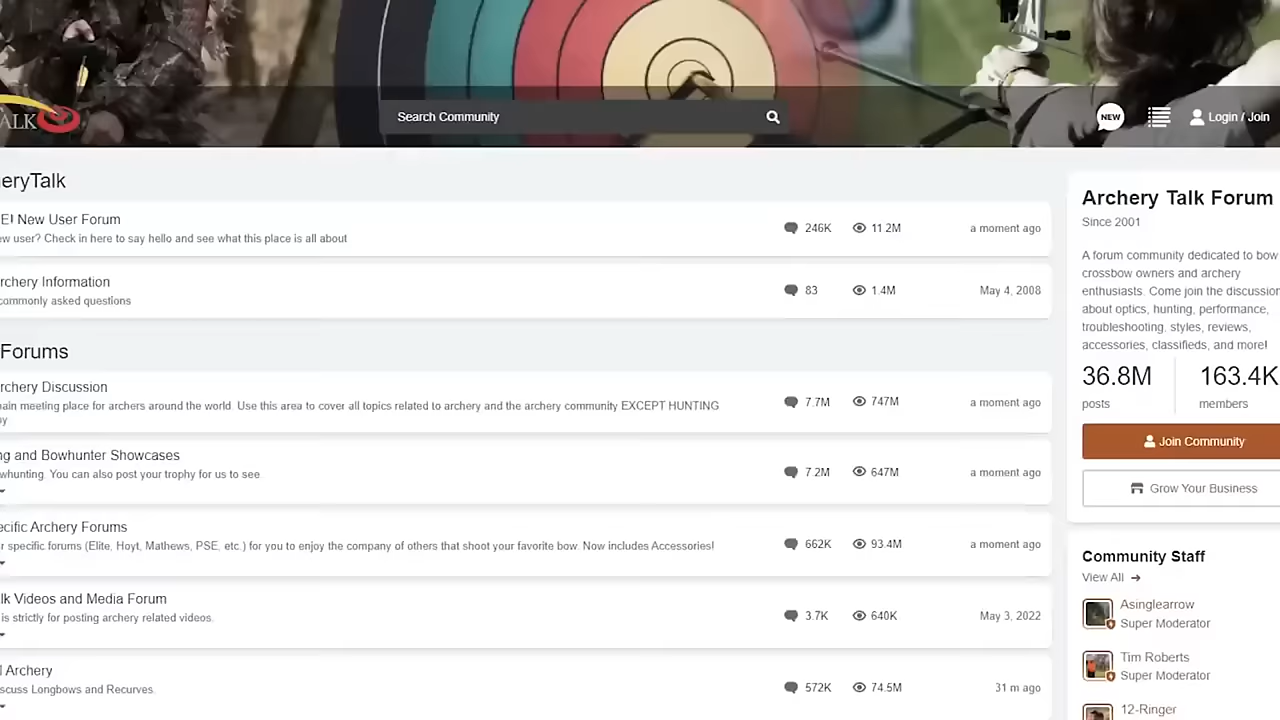 ALK
Search Community
NEW
Login / Join
eryTalk
E! New User Forum
ew user? Check in here to say hello and see what this place is all about
246K
11.2M
a moment ago
rchery Information
commonly asked questions
83
1.4M
May 4, 2008
Forums
rchery Discussion
ain meeting place for archers around the world. Use this area to cover all topics related to archery and the archery community EXCEPT HUNTING
7.7M
747M
a moment ago
ng and Bowhunter Showcases
whunting. You can also post your trophy for us to see
7.2M
647M
a moment ago
ecific Archery Forums
r specific forums (Elite, Hoyt, Mathews, PSE, etc.) for you to enjoy the company of others that shoot your favorite bow. Now includes Accessories!
662K
93.4M
a moment ago
lk Videos and Media Forum
is strictly for posting archery related videos.
3.7K
640K
May 3, 2022
l Archery
scuss Longbows and Recurves.
572K
74.5M
31 m ago
Archery Talk Forum
Since 2001
A forum community dedicated to bow
crossbow owners and archery
enthusiasts. Come join the discussion
about optics, hunting, performance,
troubleshooting, styles, reviews,
accessories, classifieds, and more!
36.8M
posts
163.4K
members
Join Community
Grow Your Business
Community Staff
View All →
Asinglearrow
Super Moderator
Tim Roberts
Super Moderator
12-Ringer